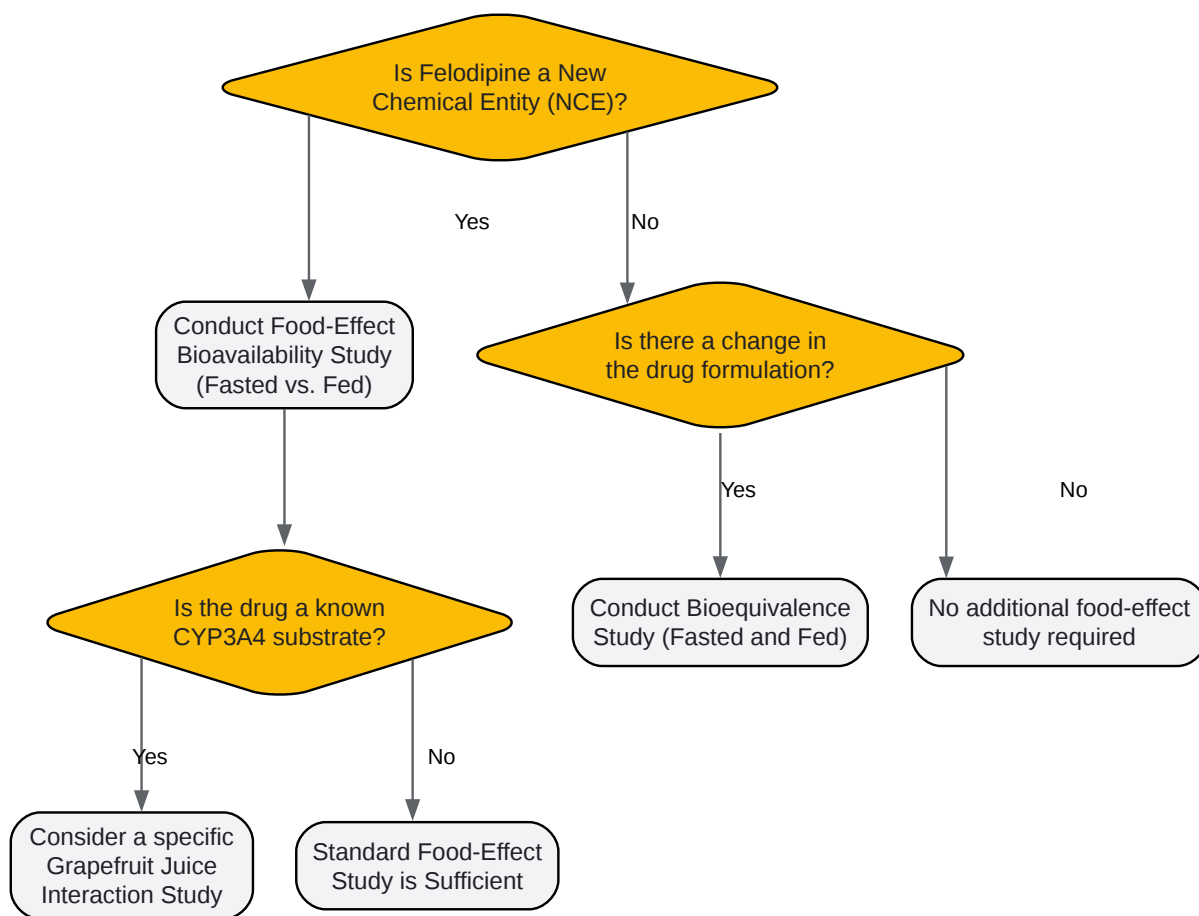 Is Felodipine a New
Chemical Entity (NCE)?
Yes
No
Conduct Food-Effect
Bioavailability Study
(Fasted vs. Fed)
Is there a change in
the drug formulation?
Yes
No
Is the drug a known
CYP3A4 substrate?
Conduct Bioequivalence
Study (Fasted and Fed)
No additional food-effect
study required
Yes
No
Consider a specific
Grapefruit Juice
Interaction Study
Standard Food-Effect
Study is Sufficient